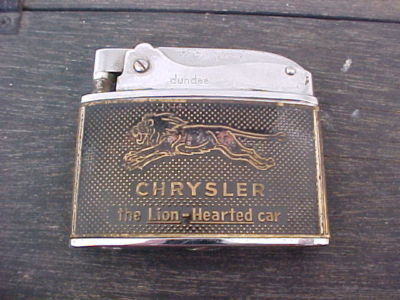 dundee
CHRYSLER
the Lion-Hearted car